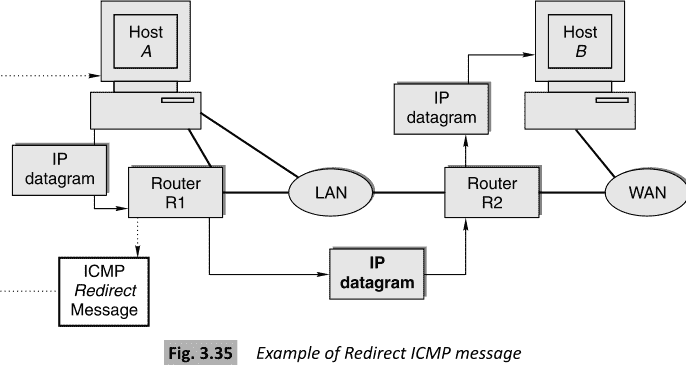 Host
A
Host
B
IP
datagram
IP
datagram
Router
R1
LAN
Router
R2
WAN
ICMP
Redirect
Message
IP
datagram
Fig. 3.35 Example of Redirect ICMP message